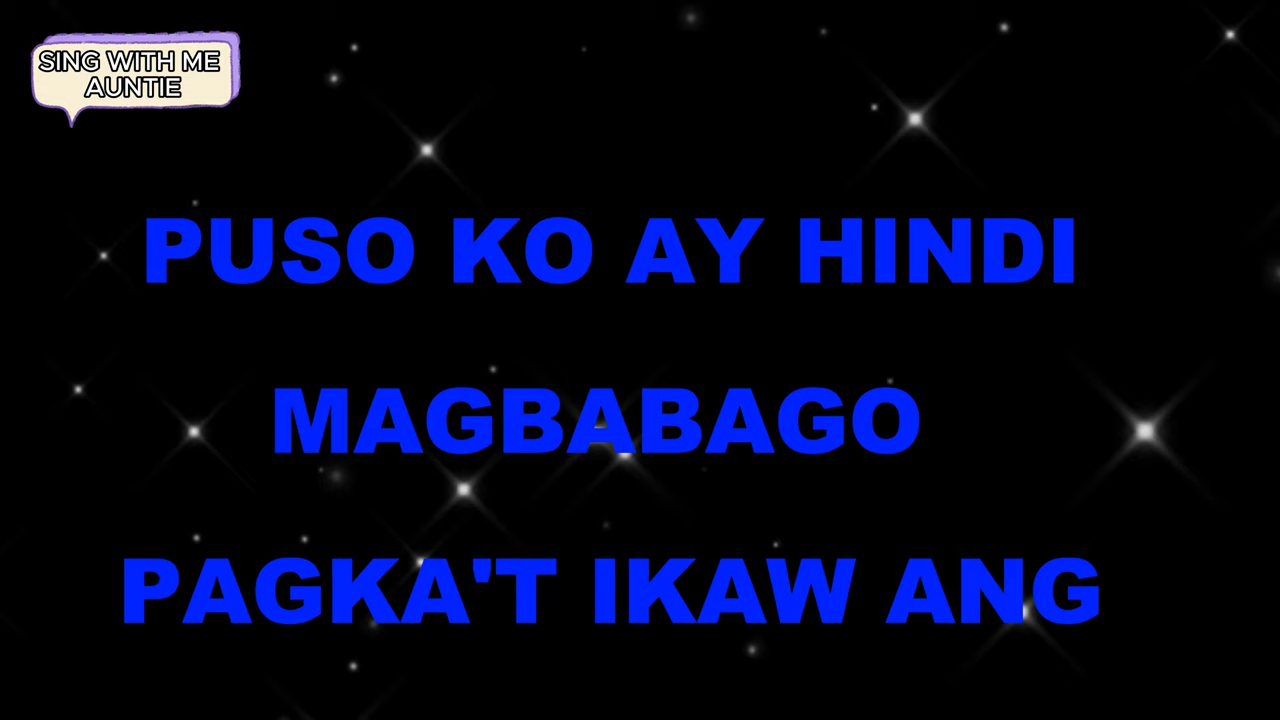 SING WITH ME
AUNTIE
PUSO KO AY HINDI
MAGBABAGO
PAGKA'T IKAW ANG